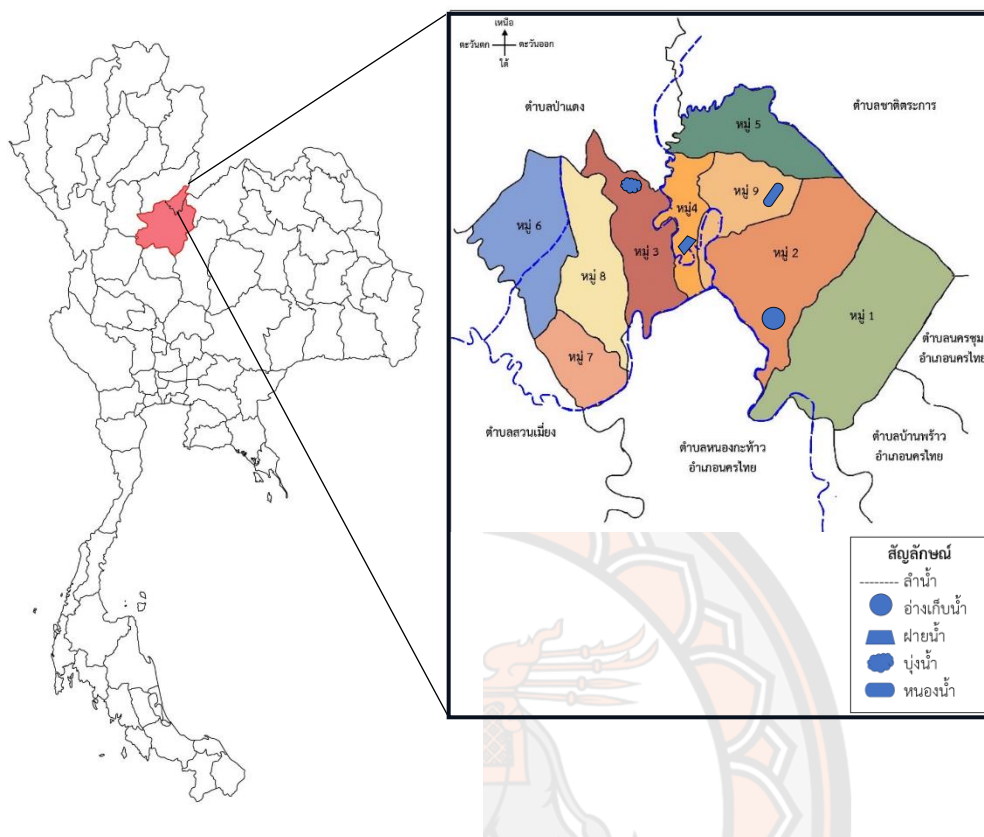 เหนือ
ตะวันตก ตะวันออก
ใต้
ตำบลป่าแดง
ตำบลชาติตระการ
หมู่ 5
หมู่ 9
หมู่4
หมู่ 6
หมู่ 3
หมู่ 2
หมู่ 8
หมู่ 1
หมู่ 7
ตำบลนครชุม
อำเภอนครไทย
ตำบลสวนเมี่ยง
ตำบลหนองกะท้าว
อำเภอนครไทย
ตำบลบ้านพร้าว
อำเภอนครไทย
สัญลักษณ์
ลำน้ำ
อ่างเก็บน้ำ
ฝายน้ำ
บุ่งน้ำ
หนองน้ำ